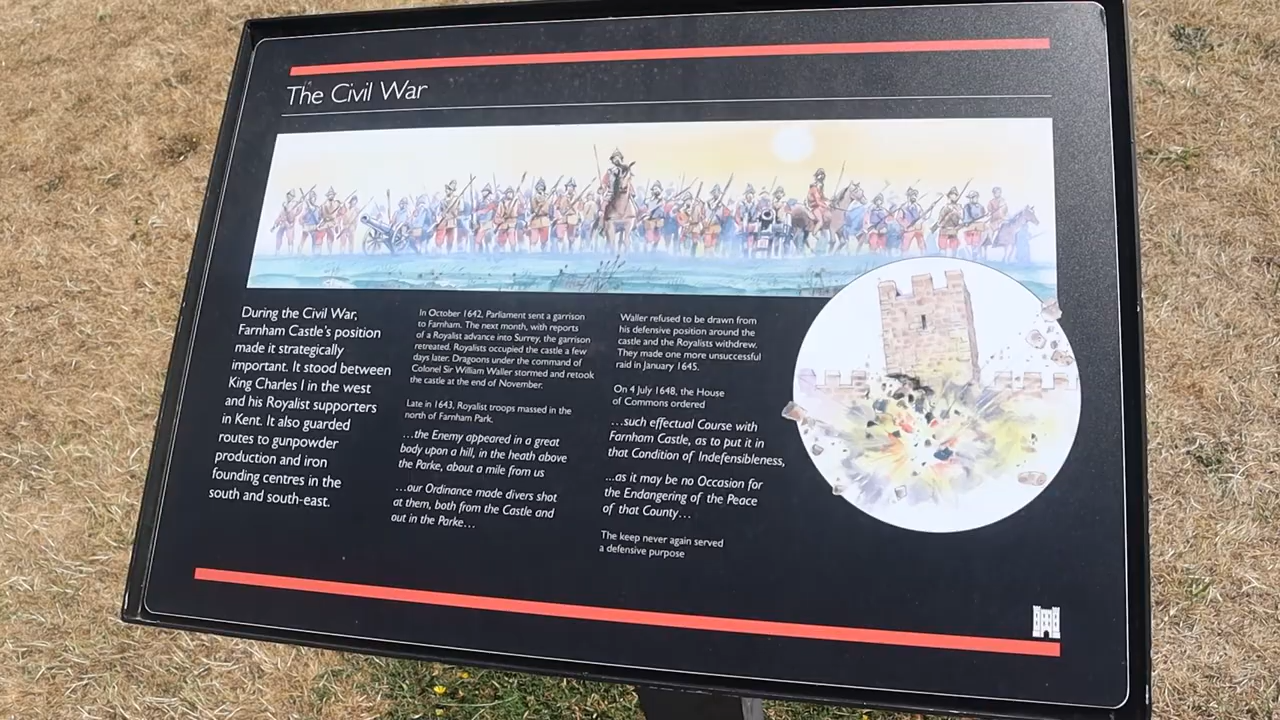 The Civil War
During the Civil War,
Farnham Castle's position
made it strategically
important. It stood between
King Charles I in the west
and his Royalist supporters
in Kent. It also guarded
routes to gunpowder
production and iron
founding centres in the
south and south-east.
In October 1642, Parliament sent a garrison
to Farnham. The next month, with reports
of a Royalist advance into Surrey, the garrison
retreated. Royalists occupied the castle a few
days later. Dragoons under the command of
Colonel Sir William Waller stormed and retook
the castle at the end of November.
Late in 1643, Royalist troops massed in the
north of Farnham Park.
…the Enemy appeared in a great
body upon a hill, in the heath above
the Parke, about a mile from us
…our Ordinance made divers shot
at them, both from the Castle and
out in the Parke…
Waller refused to be drawn from
his defensive position around the
castle and the Royalists withdrew.
They made one more unsuccessful
raid in January 1645.
On 4 July 1648, the House
of Commons ordered
…such effectual Course with
Farnham Castle, as to put it in
that Condition of Indefensibleness,
...as it may be no Occasion for
the Endangering of the Peace
of that County…
The keep never again served
a defensive purpose